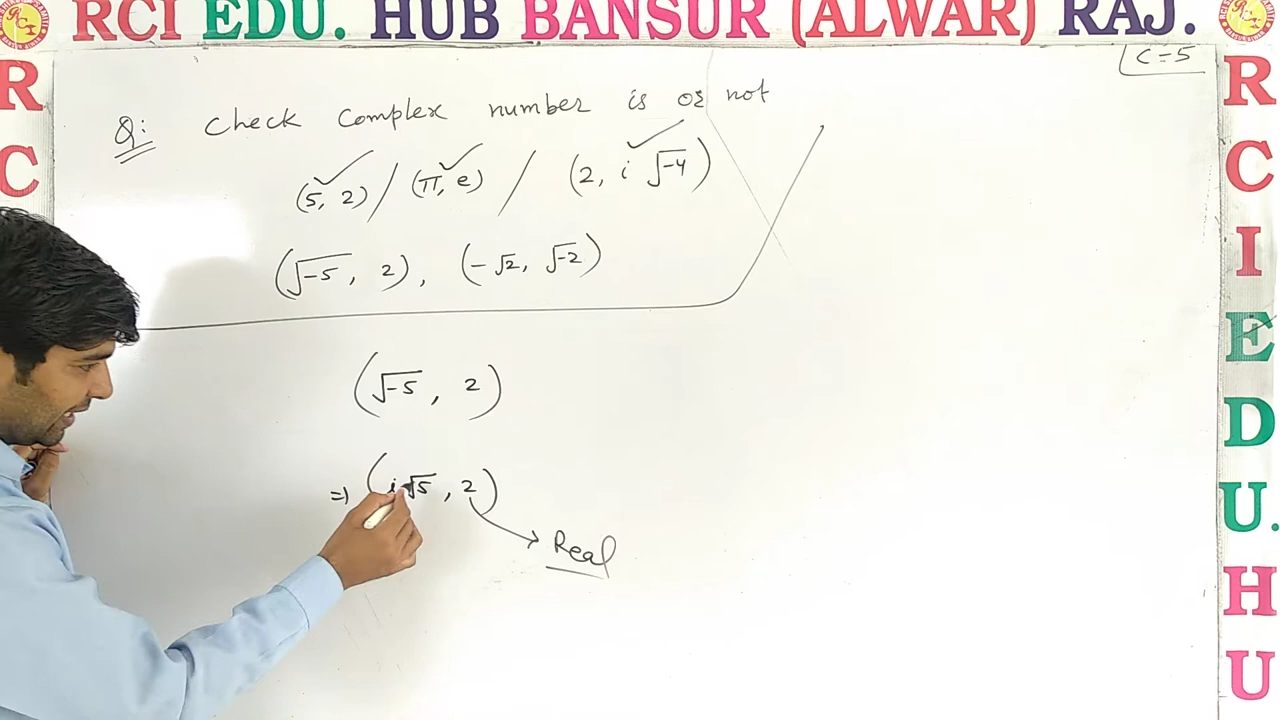 RCI EDU. HUB BANSUR (ALWAR) RAJ.
C = 5
Q: Check Complex number is or not
(5, 2) / (π, e) / (2, i √-4)
(√-5, 2), (-√2, √-2)
(√-5, 2)
⇒ (i√5, 2)
Real
R
C
R
C
I
E
D
U.
H
U